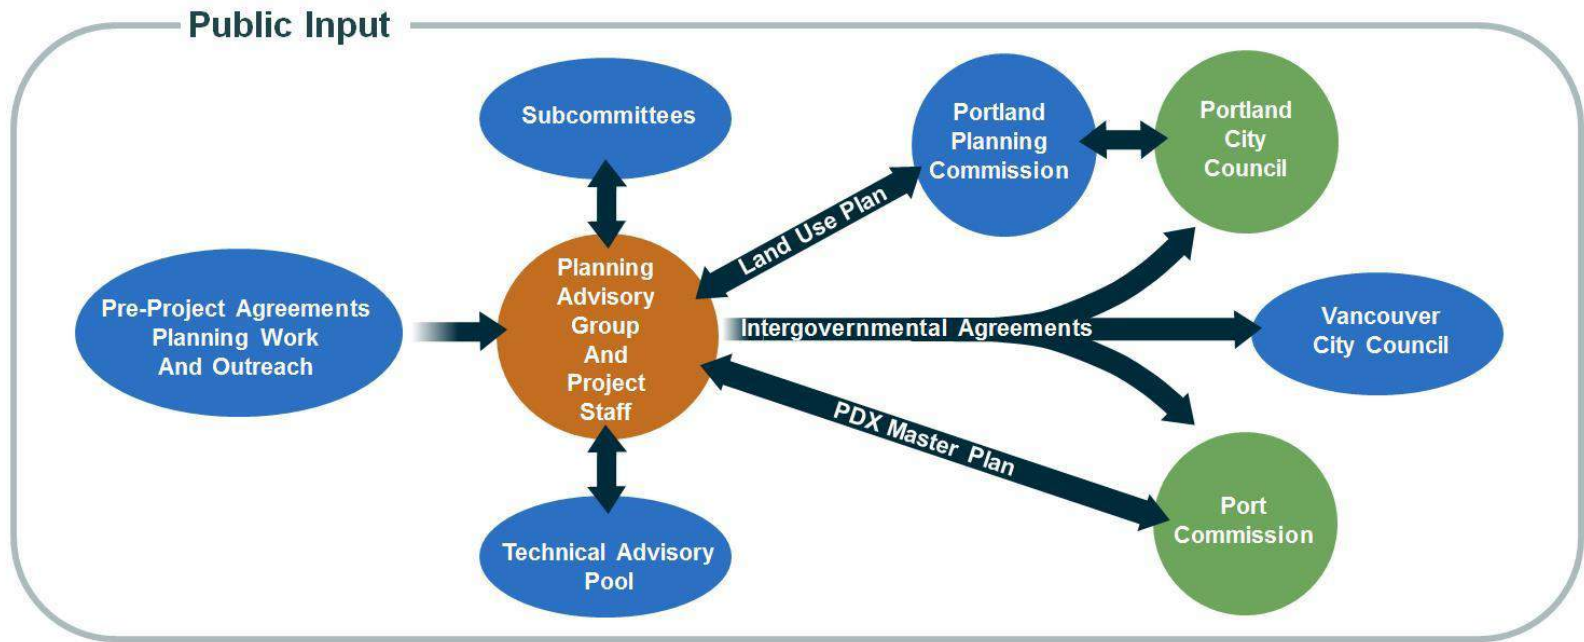 Public Input
Subcommittees
Portland
Planning
Commission
Portland
City
Council
Land Use Plan
Pre-Project Agreements
Planning Work
And Outreach
Planning
Advisory
Group
And
Project
Staff
Intergovernmental Agreements
Vancouver
City Council
PDX Master Plan
Port
Commission
Technical Advisory
Pool